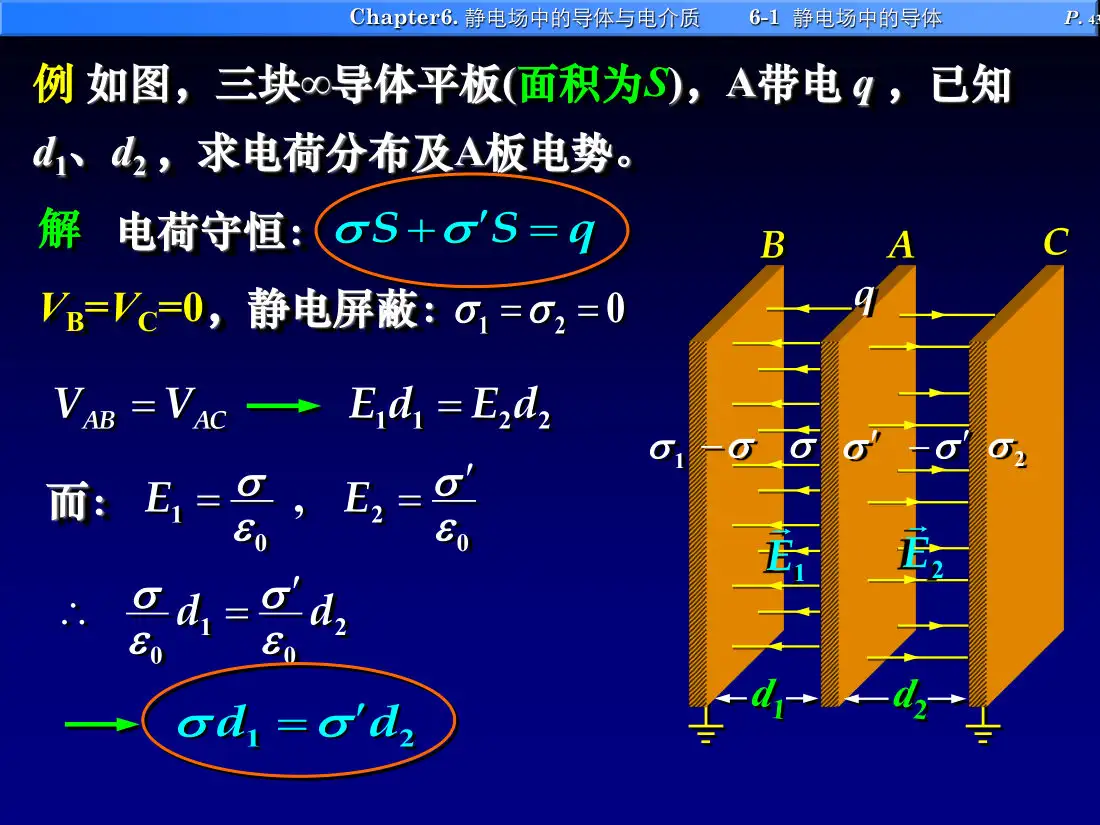 Chapter6. 静电场中的导体与电介质 6-1 静电场中的导体 P. 43
例 如图，三块∞导体平板(面积为S)，A带电 q ，已知
d₁、d₂ ，求电荷分布及A板电势。
解 电荷守恒： σS+σ′S = q
V_B=V_C=0，静电屏蔽：σ₁ = σ₂ = 0
V_AB = V_AC → E₁d₁ = E₂d₂
而： E₁ = σ/ε₀ , E₂ = σ′/ε₀
∴ σ/ε₀ d₁ = σ′/ε₀ d₂
→ σd₁ = σ′d₂
B A C
q
σ₁ −σ σ σ′ −σ′ σ₂
E⃗₁ E⃗₂
d₁ d₂